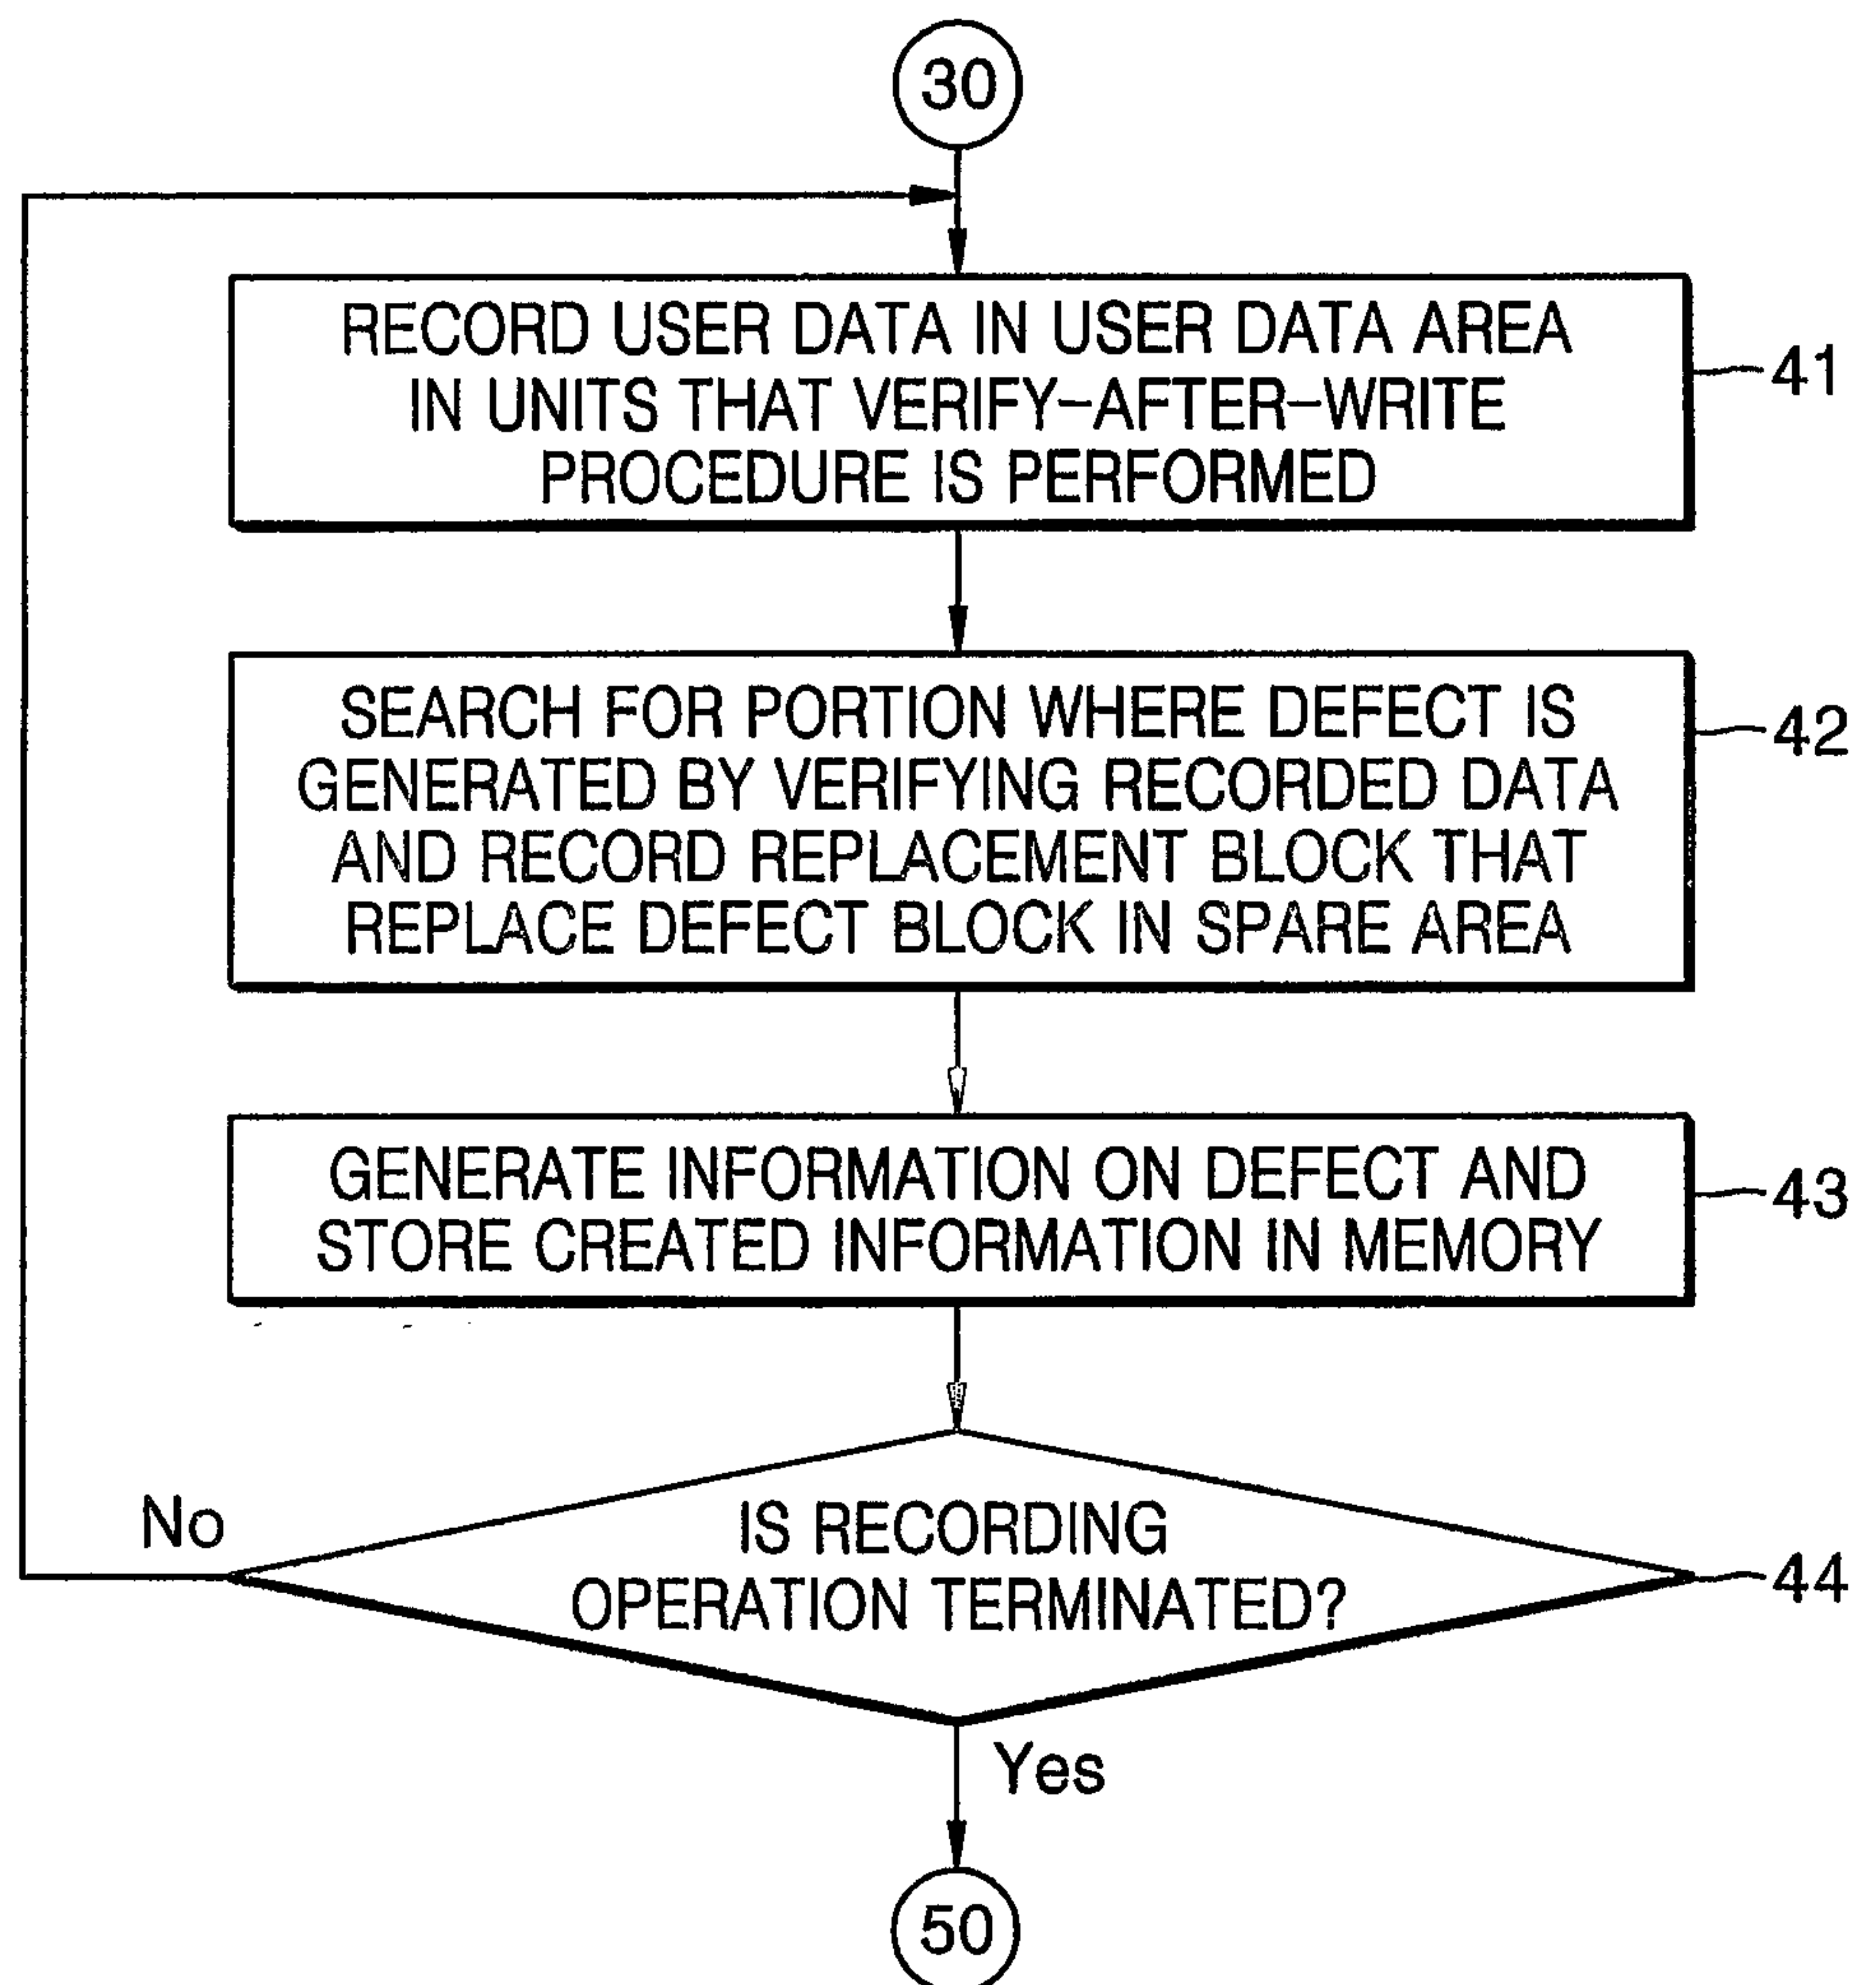 30
RECORD USER DATA IN USER DATA AREA
IN UNITS THAT VERIFY-AFTER-WRITE
PROCEDURE IS PERFORMED
41
SEARCH FOR PORTION WHERE DEFECT IS
GENERATED BY VERIFYING RECORDED DATA
AND RECORD REPLACEMENT BLOCK THAT
REPLACE DEFECT BLOCK IN SPARE AREA
42
GENERATE INFORMATION ON DEFECT AND
STORE CREATED INFORMATION IN MEMORY
43
No
IS RECORDING
OPERATION TERMINATED?
44
Yes
50